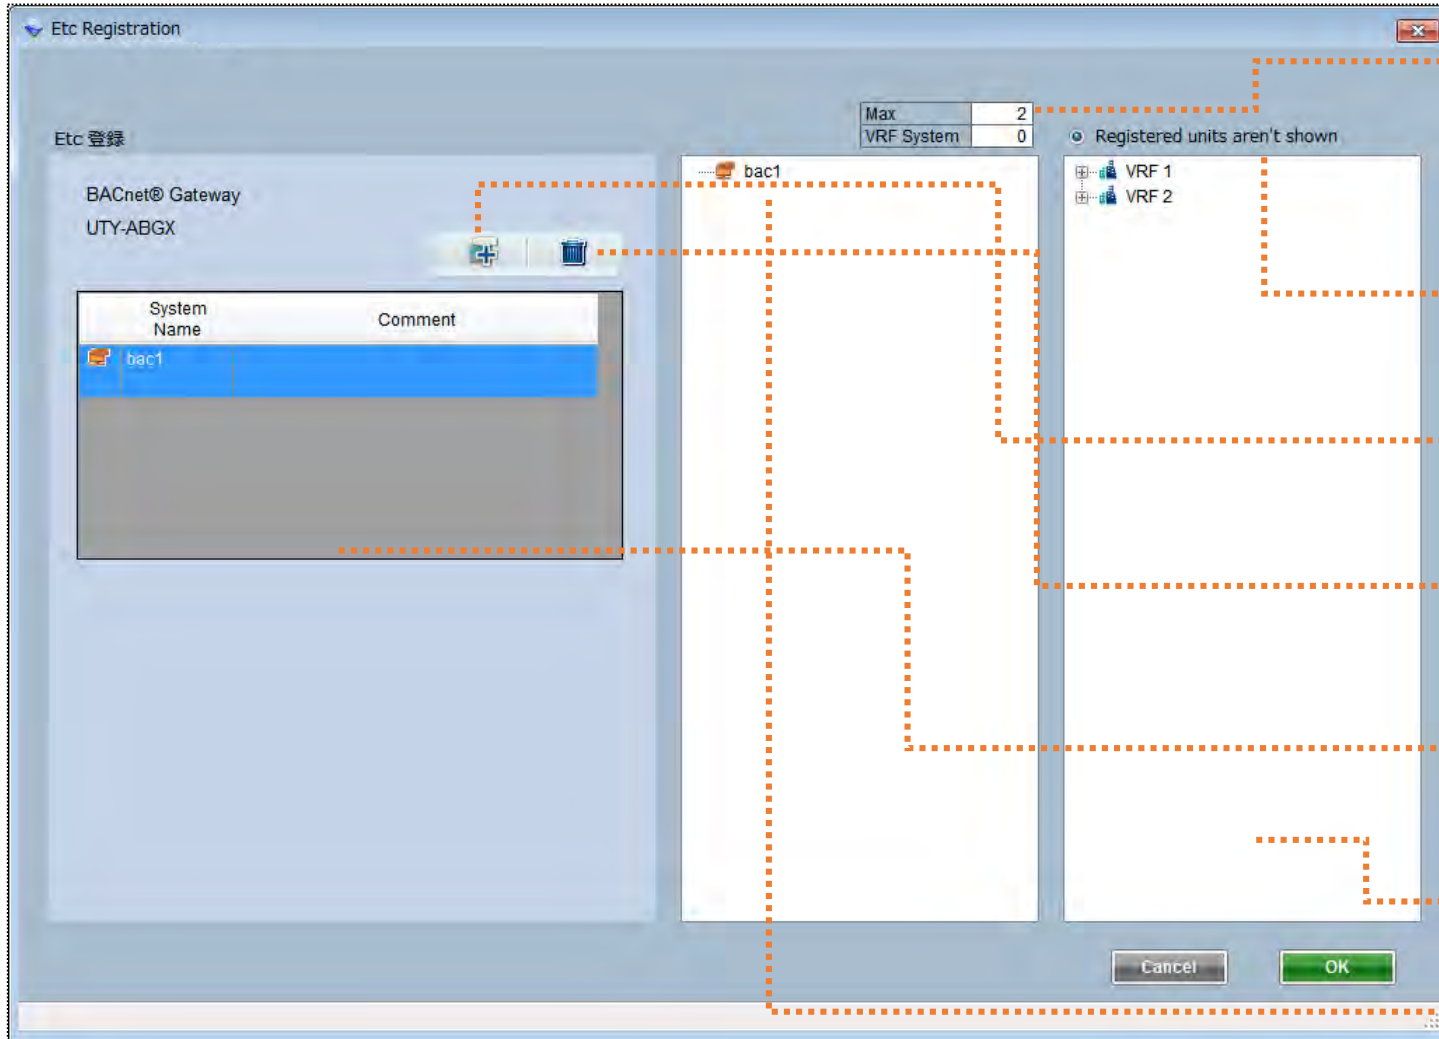 Etc Registration
Max 2
VRF System 0
Etc 登録
Registered units aren't shown
BACnet® Gateway
UTY-ABGX
System Name
Comment
bac1
bac1
VRF 1
VRF 2
Cancel
OK